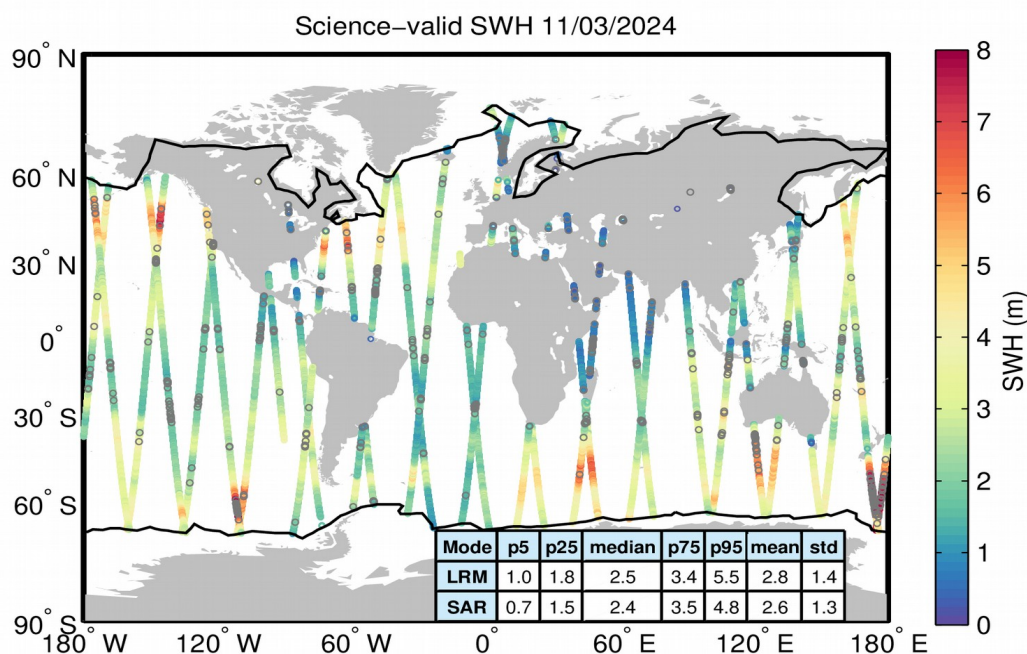 Science−valid SWH 11/03/2024
90° N
60° N
30° N
0°
30° S
60° S
90° S
180° W
120° W
60° W
0°
60° E
120° E
180° E
Mode p5 p25 median p75 p95 mean std
LRM 1.0 1.8 2.5 3.4 5.5 2.8 1.4
SAR 0.7 1.5 2.4 3.5 4.8 2.6 1.3
8
7
6
5
4
3
2
1
0
SWH (m)